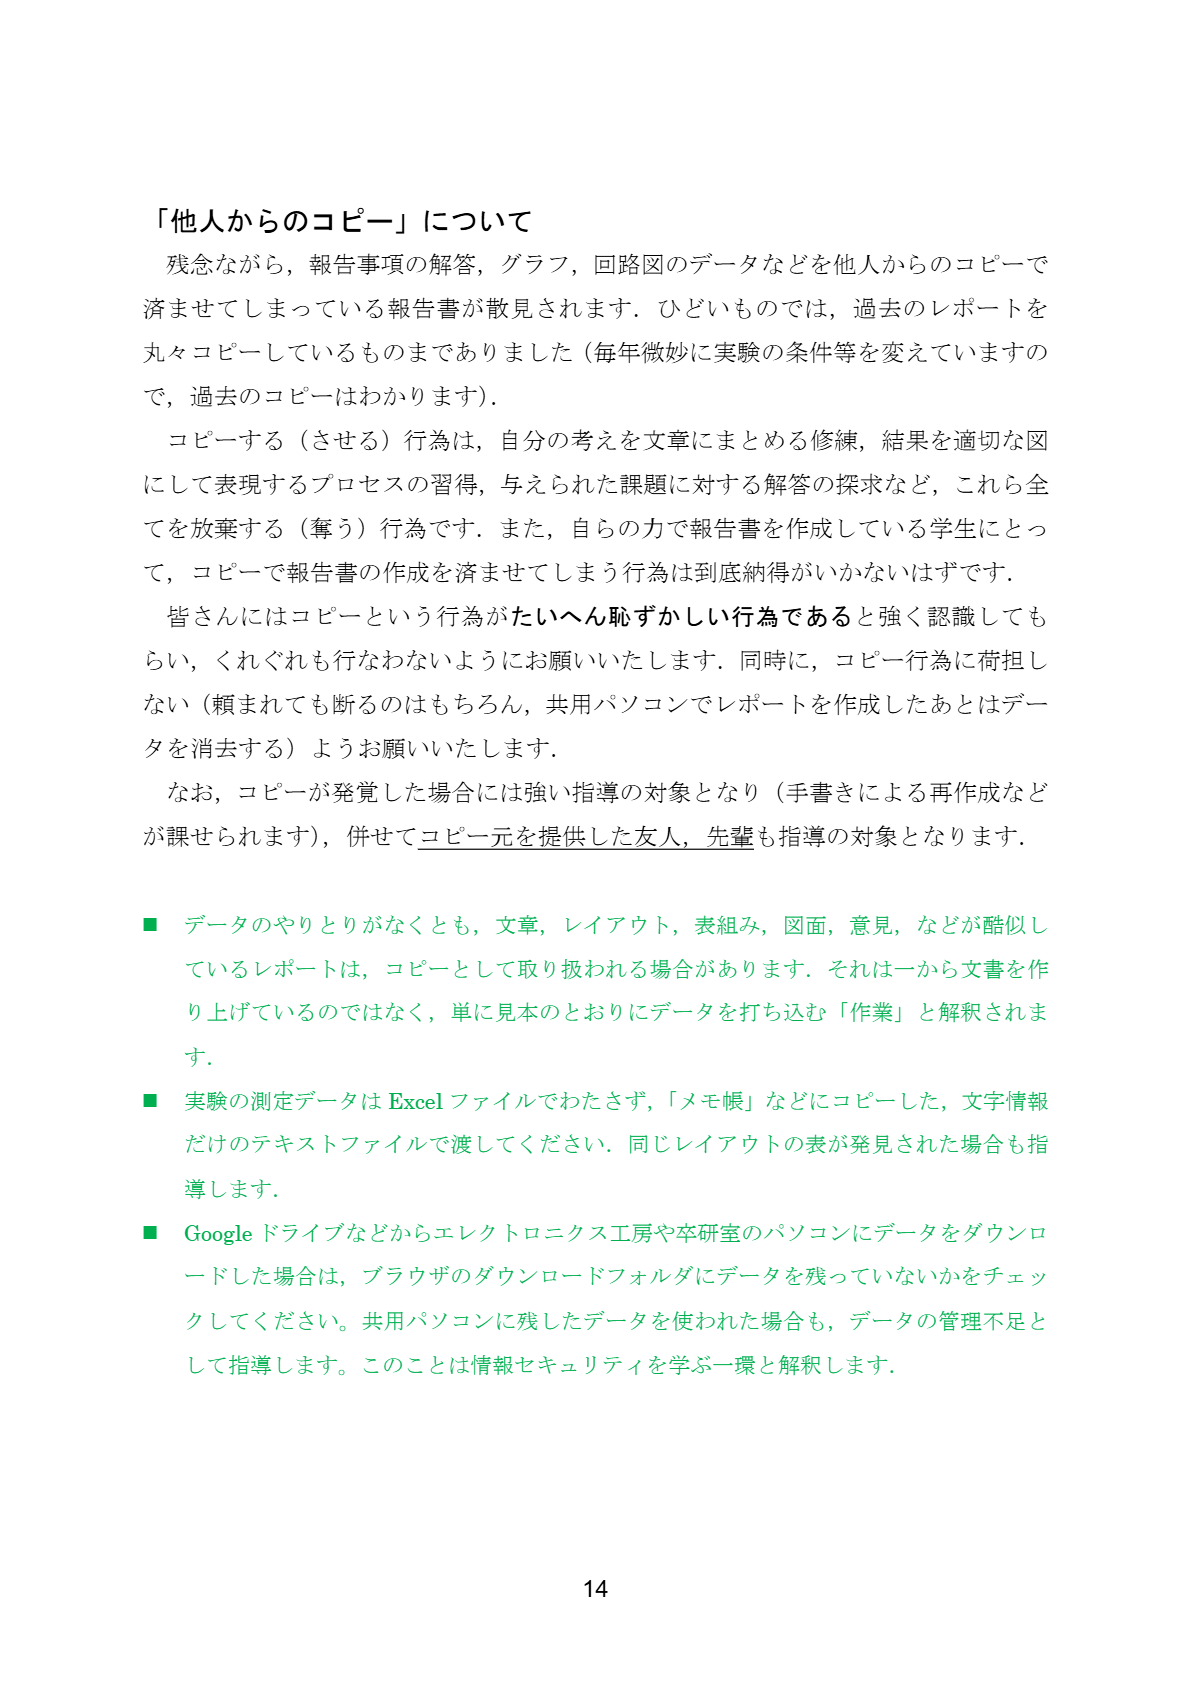 「他人からのコピー」について
残念ながら，報告事項の解答，グラフ，回路図のデータなどを他人からのコピーで
済ませてしまっている報告書が散見されます．ひどいものでは，過去のレポートを
丸々コピーしているものまでありました（毎年微妙に実験の条件等を変えていますの
で，過去のコピーはわかります）．
コピーする（させる）行為は，自分の考えを文章にまとめる修練，結果を適切な図
にして表現するプロセスの習得，与えられた課題に対する解答の探求など，これら全
てを放棄する（奪う）行為です．また，自らの力で報告書を作成している学生にとっ
て，コピーで報告書の作成を済ませてしまう行為は到底納得がいかないはずです．
皆さんにはコピーという行為がたいへん恥ずかしい行為であると強く認識しても
らい，くれぐれも行なわないようにお願いいたします．同時に，コピー行為に荷担し
ない（頼まれても断るのはもちろん，共用パソコンでレポートを作成したあとはデー
タを消去する）ようお願いいたします．
なお，コピーが発覚した場合には強い指導の対象となり（手書きによる再作成など
が課せられます），併せてコピー元を提供した友人，先輩も指導の対象となります．
■ データのやりとりがなくとも，文章，レイアウト，表組み，図面，意見，などが酷似し
ているレポートは，コピーとして取り扱われる場合があります．それは一から文書を作
り上げているのではなく，単に見本のとおりにデータを打ち込む「作業」と解釈されま
す．
■ 実験の測定データは Excel ファイルでわたさず，「メモ帳」などにコピーした，文字情報
だけのテキストファイルで渡してください．同じレイアウトの表が発見された場合も指
導します．
■ Google ドライブなどからエレクトロニクス工房や卒研室のパソコンにデータをダウンロ
ードした場合は，ブラウザのダウンロードフォルダにデータを残っていないかをチェッ
クしてください。共用パソコンに残したデータを使われた場合も，データの管理不足と
して指導します。このことは情報セキュリティを学ぶ一環と解釈します．
14